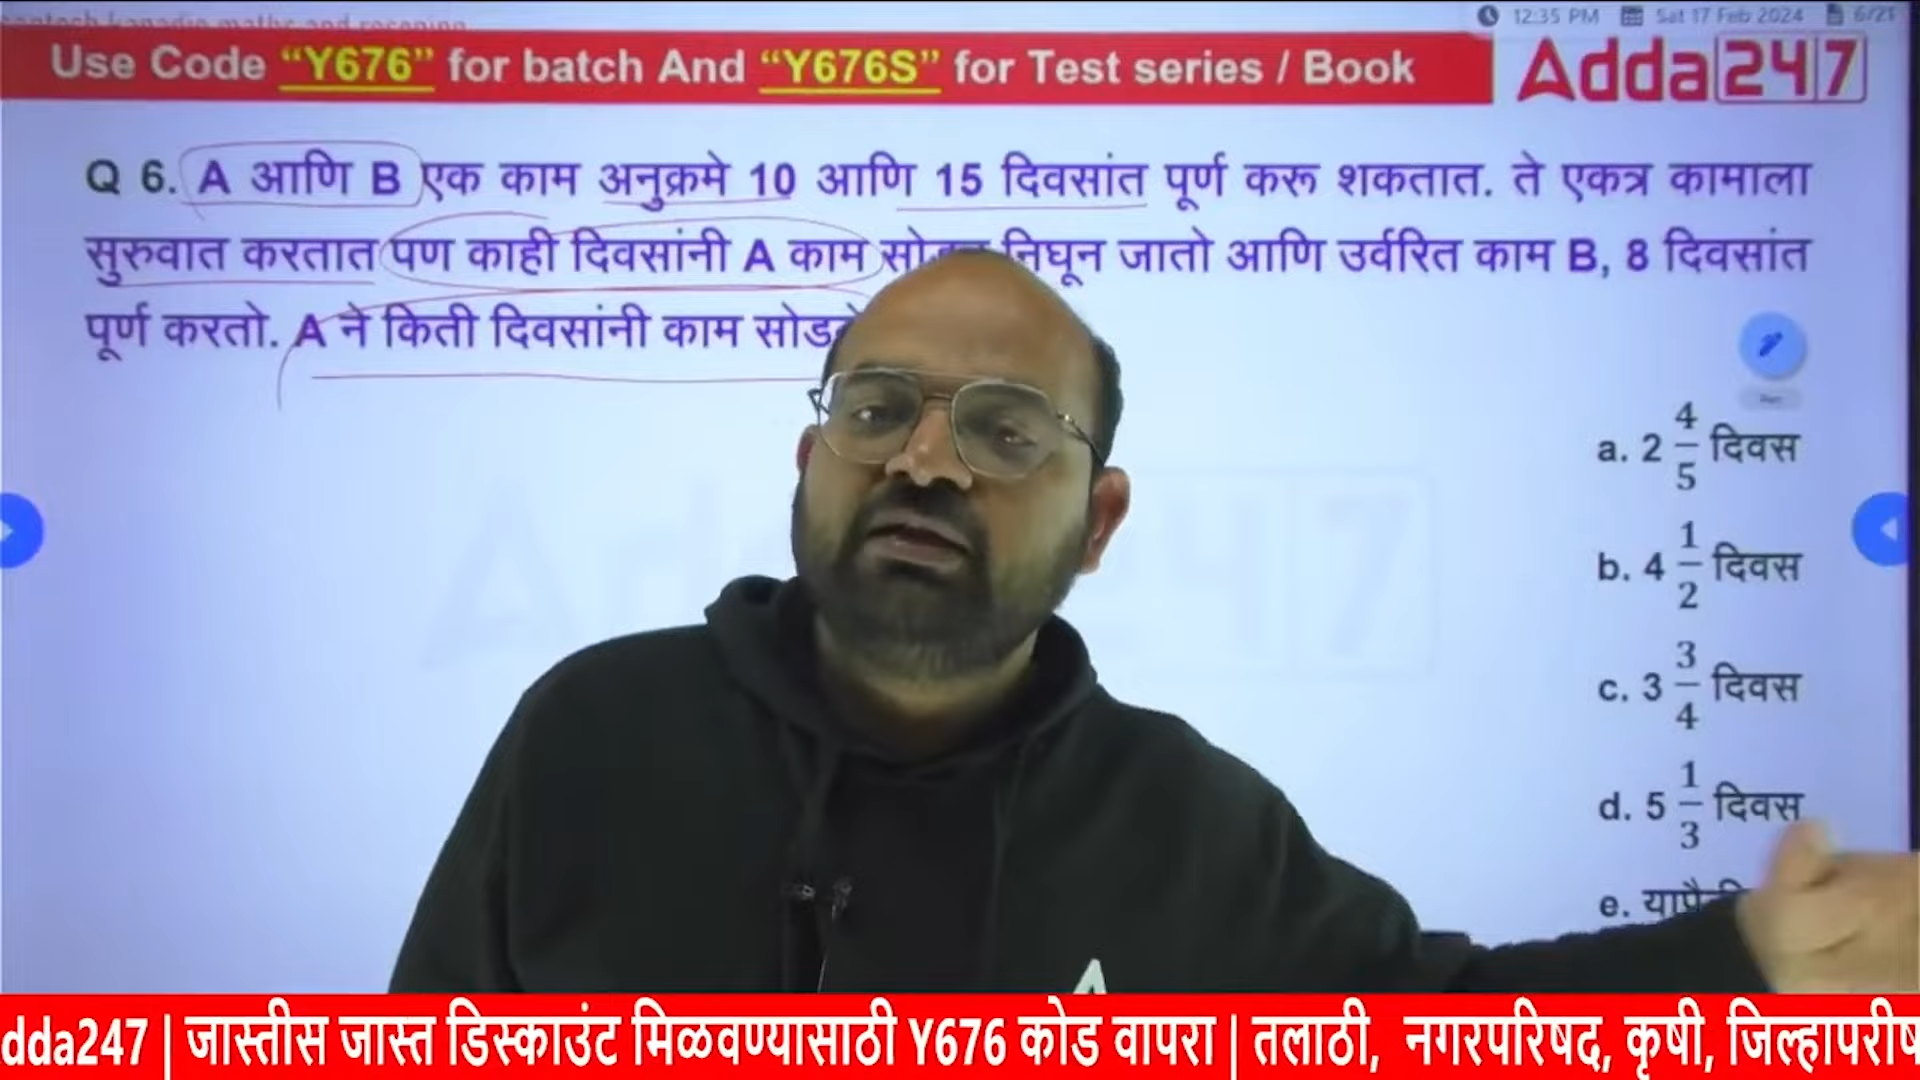 12:35 PM Sat 17 Feb 2024 6/21
Use Code “Y676” for batch And “Y676S” for Test series / Book
Adda247
Q 6. A आणि B एक काम अनुक्रमे 10 आणि 15 दिवसांत पूर्ण करू शकतात. ते एकत्र कामाला
सुरुवात करतात पण काही दिवसांनी A काम निघून जातो आणि उर्वरित काम B, 8 दिवसांत
पूर्ण करतो. A ने किती दिवसांनी काम
a. 2 4/5 दिवस
b. 4 1/2 दिवस
c. 3 3/4 दिवस
d. 5 1/3 दिवस
e.
dda247 | जास्तीस जास्त डिस्काउंट मिळवण्यासाठी Y676 कोड वापरा | तलाठी, नगरपरिषद, कृषी, जिल्हापरीष